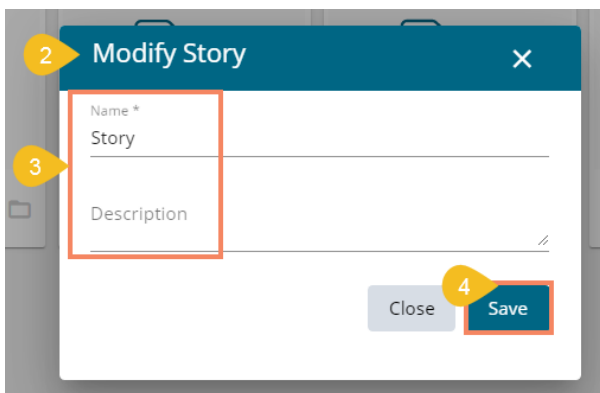 2
Modify Story
Name *
Story
3
Description
4
Close
Save